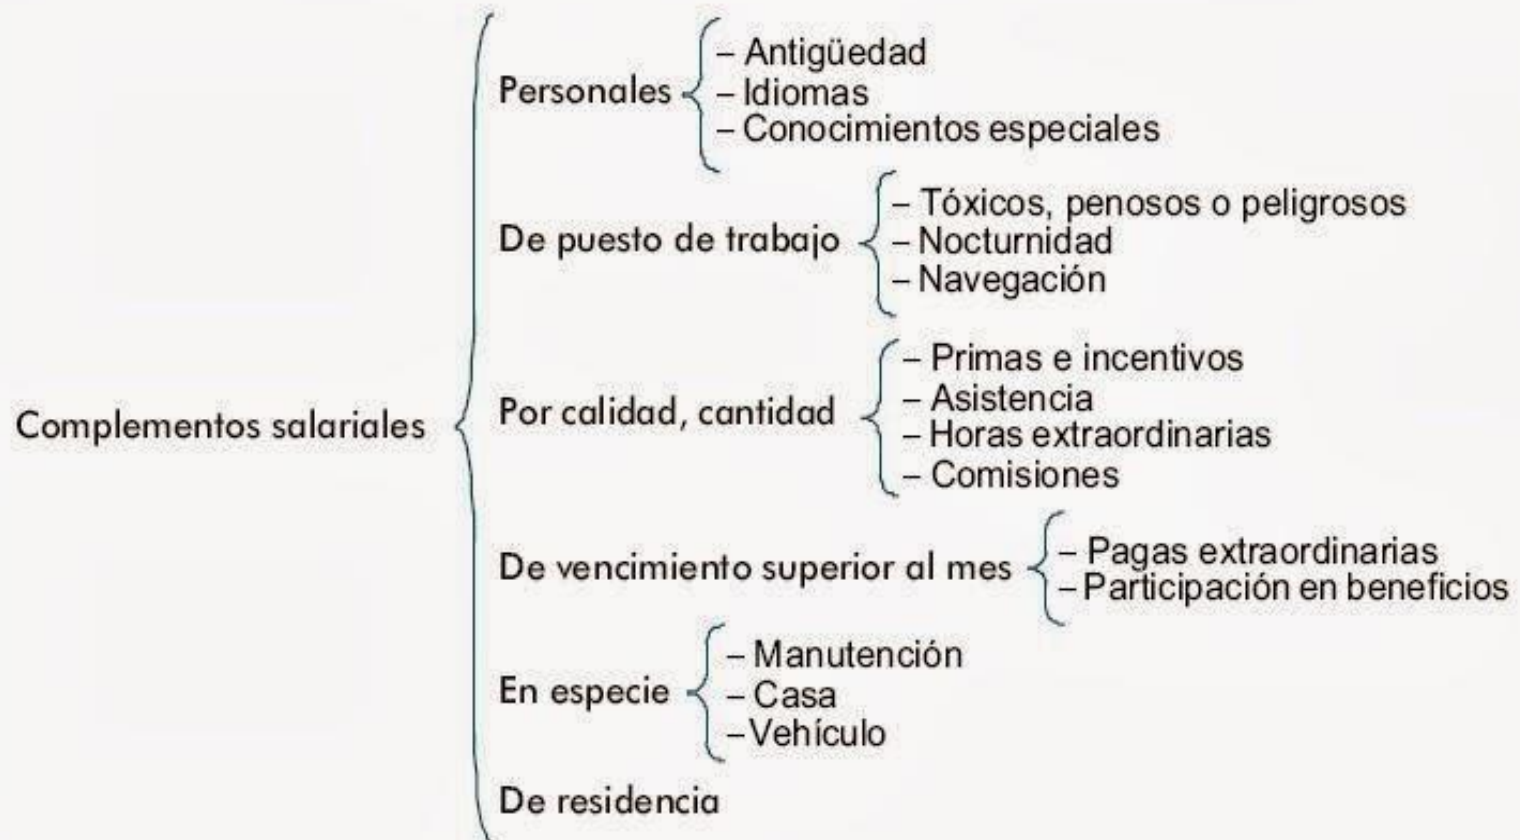 Complementos salariales
Personales
– Antigüedad
– Idiomas
– Conocimientos especiales
De puesto de trabajo
– Tóxicos, penosos o peligrosos
– Nocturnidad
– Navegación
Por calidad, cantidad
– Primas e incentivos
– Asistencia
– Horas extraordinarias
– Comisiones
De vencimiento superior al mes
– Pagas extraordinarias
– Participación en beneficios
En especie
– Manutención
– Casa
– Vehículo
De residencia